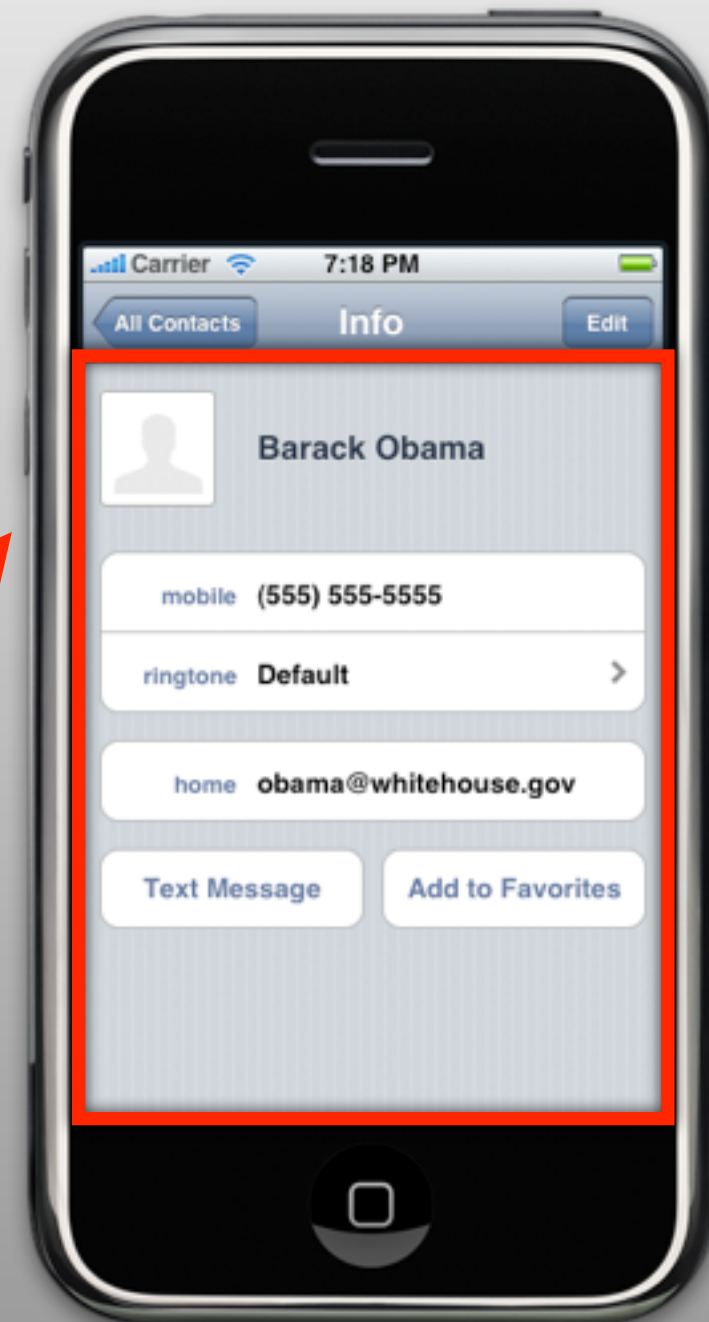 Carrier 7:18 PM
All Contacts Info Edit
Barack Obama
mobile (555) 555-5555
ringtone Default
home obama@whitehouse.gov
Text Message Add to Favorites